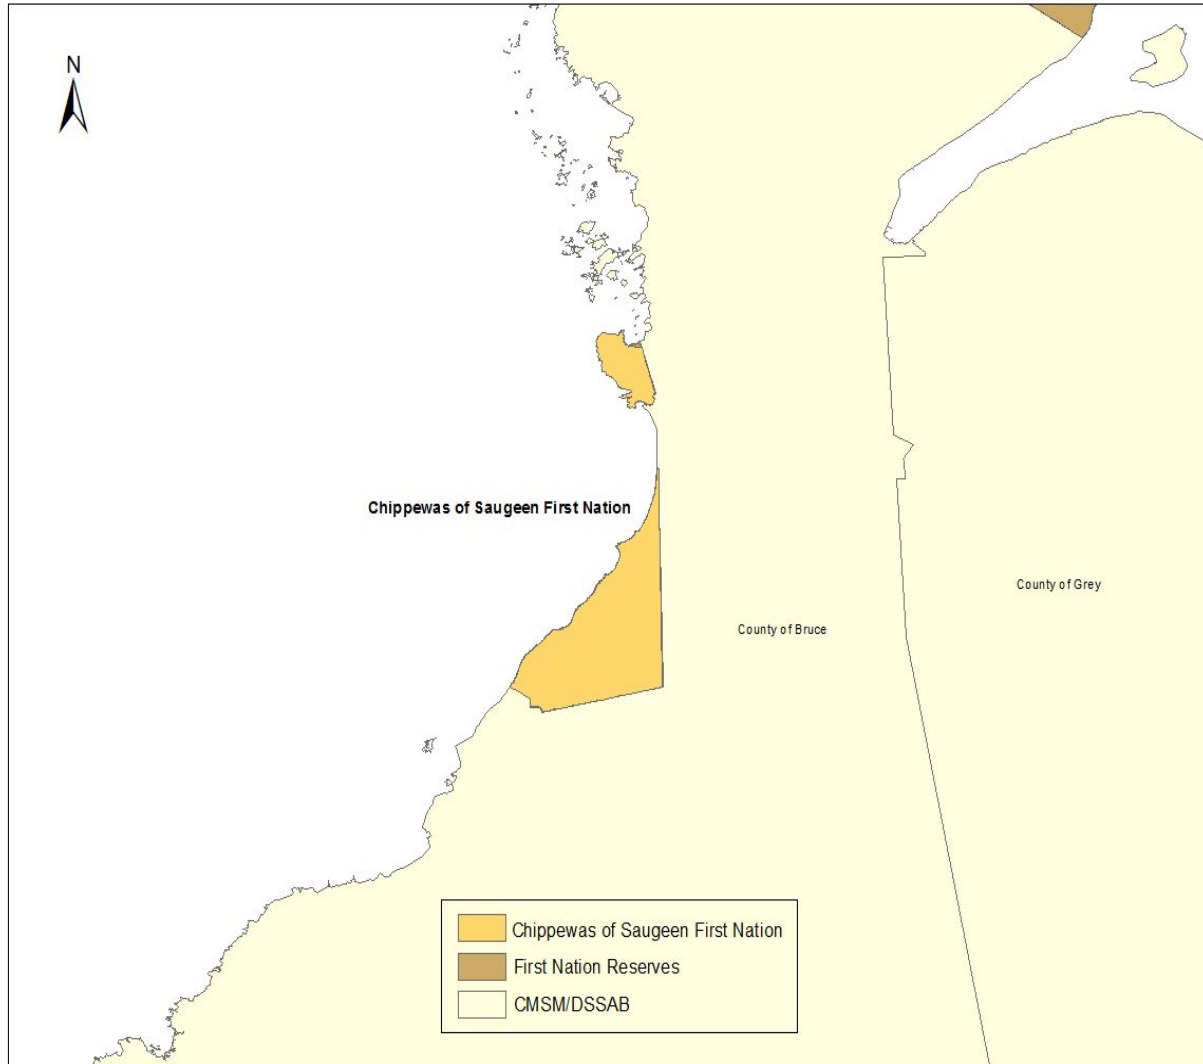 N
Chippewas of Saugeen First Nation
County of Grey
County of Bruce
Chippewas of Saugeen First Nation
First Nation Reserves
CMSM/DSSAB